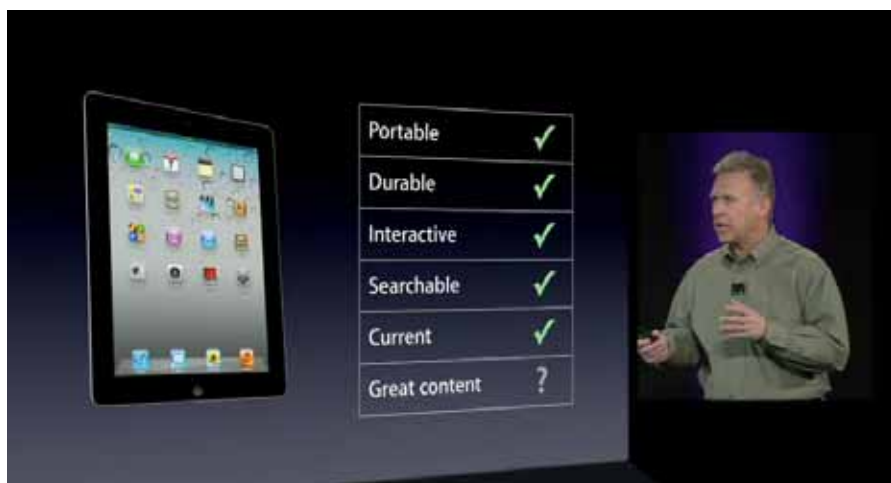 Portable ✓
Durable ✓
Interactive ✓
Searchable ✓
Current ✓
Great content ?